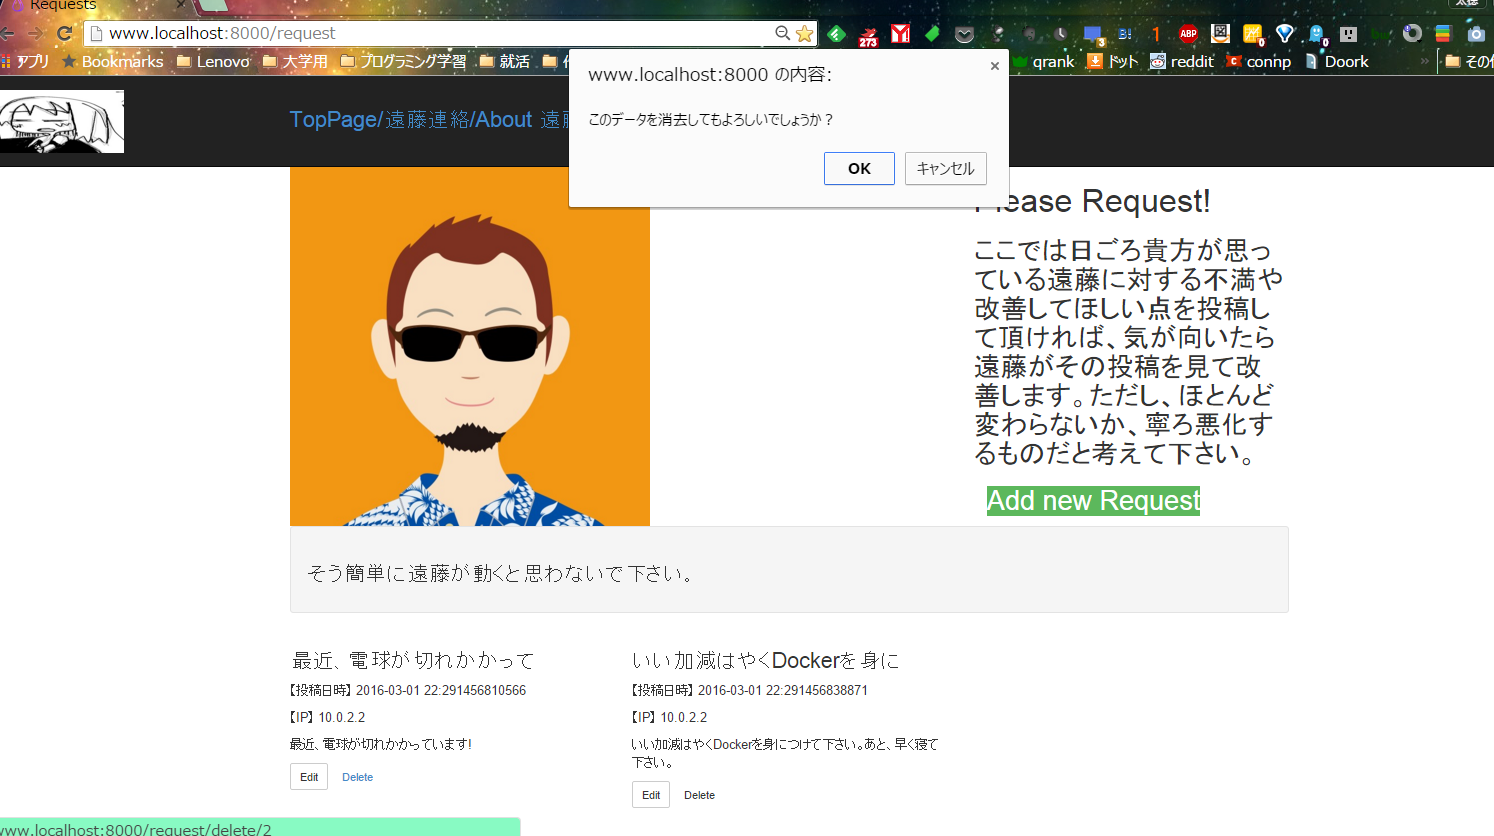 Requests
www.localhost:8000/request
273
ABP
アプリ Bookmarks Lenovo 大学用 プログラミング学習 就活 qrank ドット reddit connp Doork » その他
TopPage/遠藤連絡/About 遠藤
www.localhost:8000 の内容:
このデータを消去してもよろしいでしょうか？
OK キャンセル
Please Request!
ここでは日ごろ貴方が思っ
ている遠藤に対する不満や
改善してほしい点を投稿し
て頂ければ、気が向いたら
遠藤がその投稿を見て改
善します。ただし、ほとんど
変わらないか、寧ろ悪化す
るものだと考えて下さい。
Add new Request
そう簡単に遠藤が動くと思わないで下さい。
最近、電球が切れかかって
【投稿日時】 2016-03-01 22:291456810566
【IP】 10.0.2.2
最近、電球が切れかかっています!
Edit Delete
いい加減はやくDockerを身に
【投稿日時】 2016-03-01 22:291456838871
【IP】 10.0.2.2
いい加減はやくDockerを身につけて下さい。あと、早く寝て
下さい。
Edit Delete
www.localhost:8000/request/delete/2